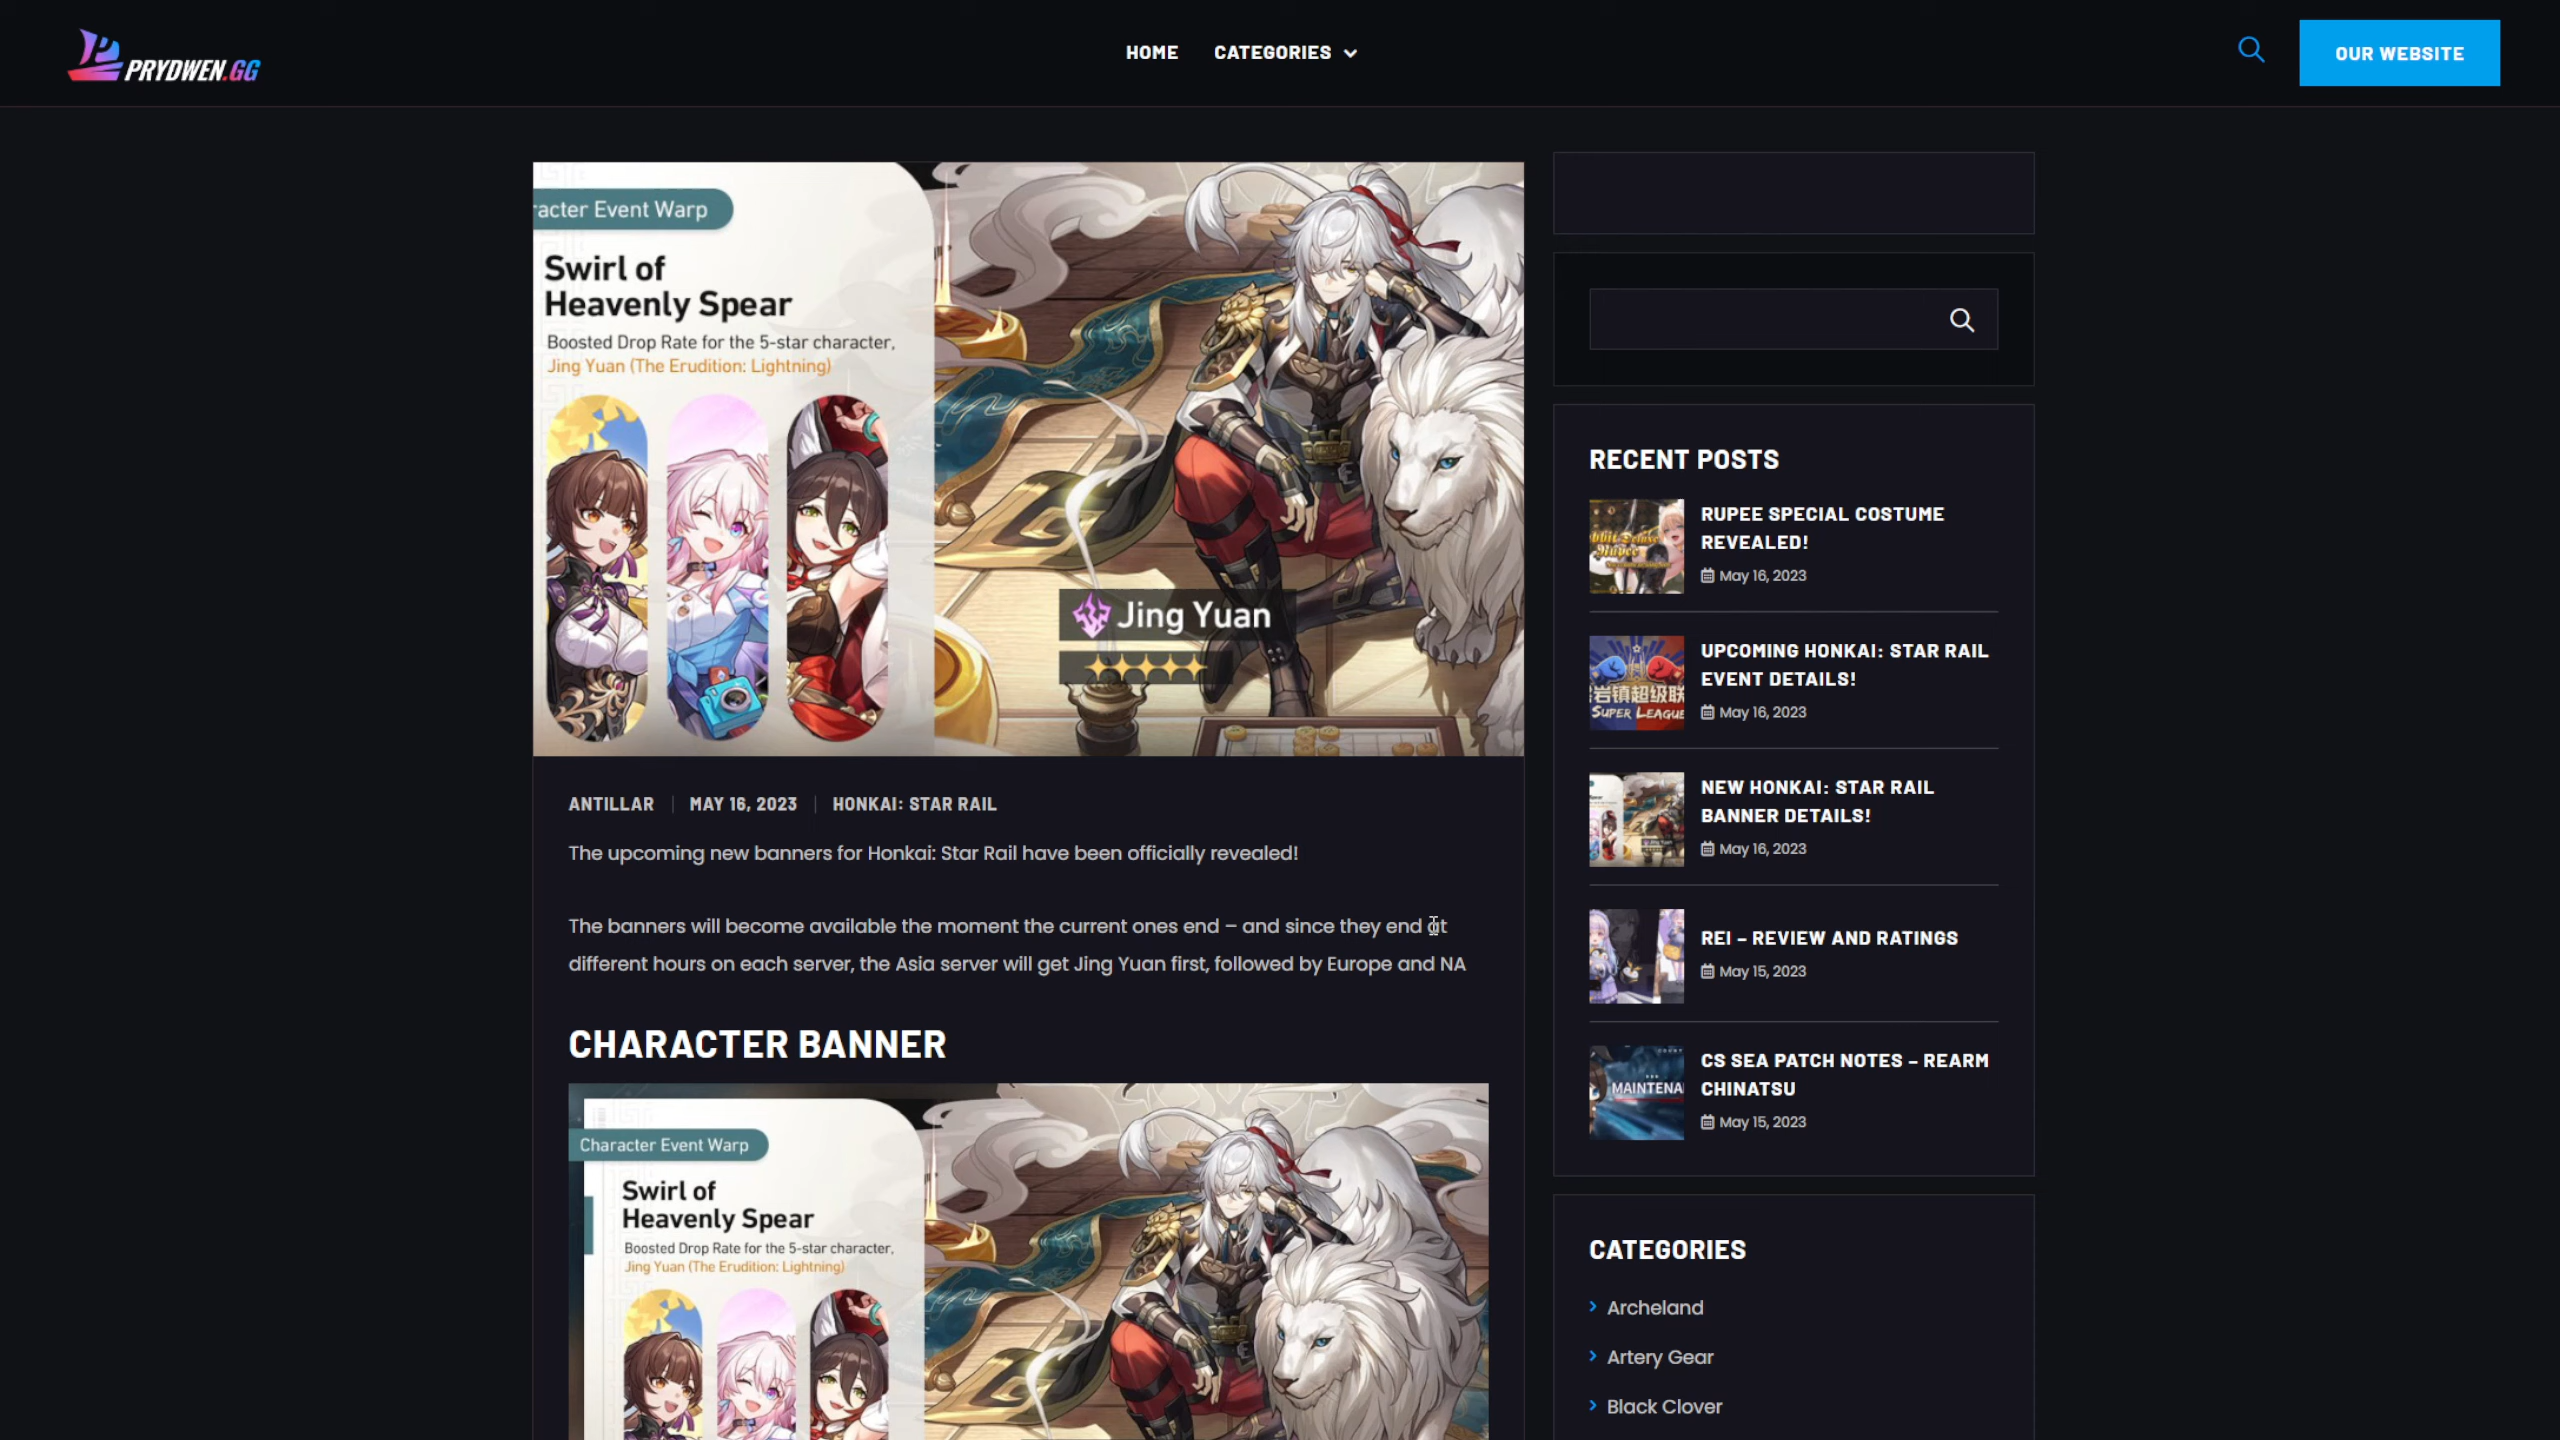 PRYDWEN.GG
HOME
CATEGORIES
OUR WEBSITE
racter Event Warp
Swirl of
Heavenly Spear
Boosted Drop Rate for the 5-star character,
Jing Yuan (The Erudition: Lightning)
Jing Yuan
ANTILLAR
MAY 16, 2023
HONKAI: STAR RAIL
The upcoming new banners for Honkai: Star Rail have been officially revealed!
The banners will become available the moment the current ones end – and since they end at
different hours on each server, the Asia server will get Jing Yuan first, followed by Europe and NA
CHARACTER BANNER
Character Event Warp
Swirl of
Heavenly Spear
Boosted Drop Rate for the 5-star character,
Jing Yuan (The Erudition: Lightning)
RECENT POSTS
RUPEE SPECIAL COSTUME
REVEALED!
May 16, 2023
UPCOMING HONKAI: STAR RAIL
EVENT DETAILS!
May 16, 2023
岩镇超级联
SUPER LEAGUE
NEW HONKAI: STAR RAIL
BANNER DETAILS!
May 16, 2023
REI – REVIEW AND RATINGS
May 15, 2023
MAINTENA
CS SEA PATCH NOTES – REARM
CHINATSU
May 15, 2023
CATEGORIES
Archeland
Artery Gear
Black Clover